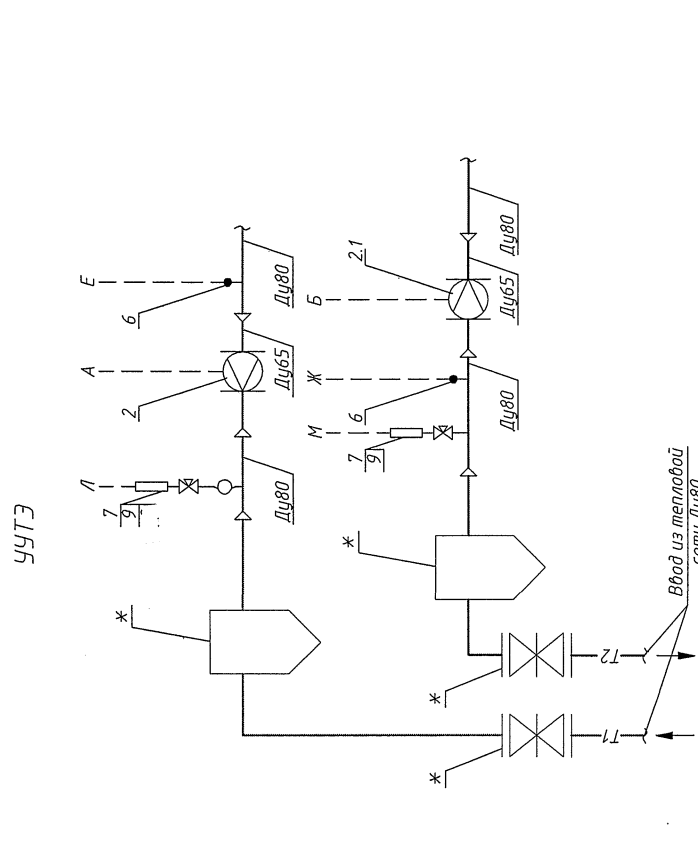 УУТЭ
Е
6
Ду80
А
2
Ду65
Л
7
9
Ду80
*
2.1
Ду80
Б
Ду65
Ж
6
Ду80
М
7
9
*
*
*
Т2
Т1
Ввод из тепловой
сети Ду80